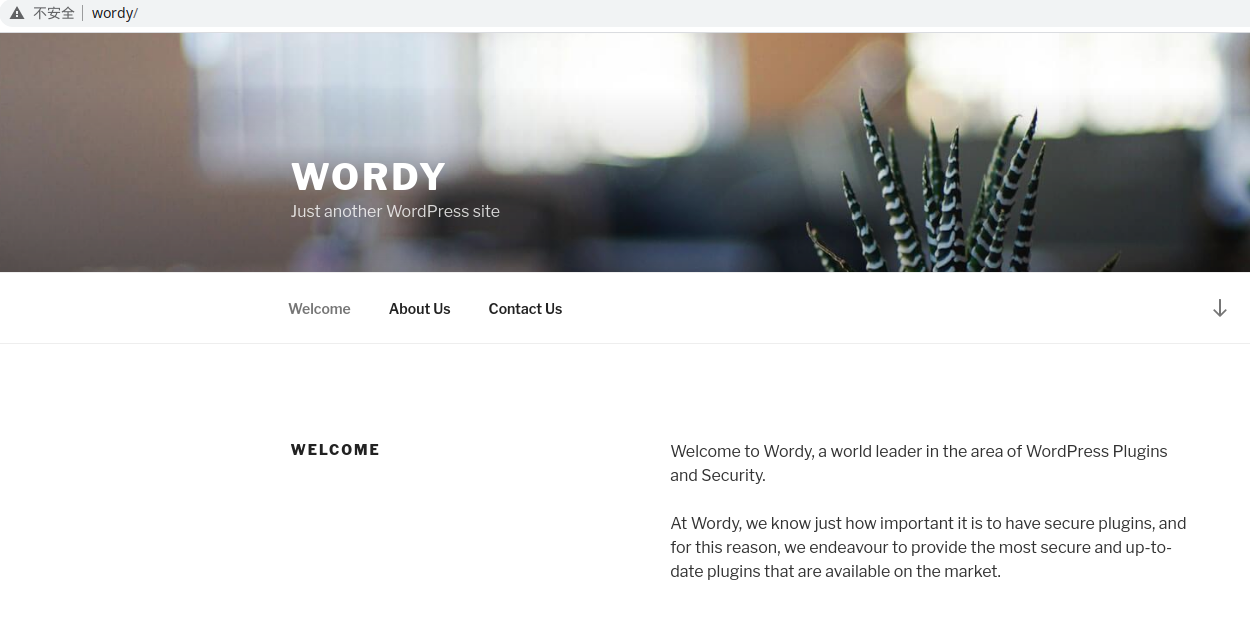 不安全 wordy/
WORDY
Just another WordPress site
Welcome About Us Contact Us
WELCOME
Welcome to Wordy, a world leader in the area of WordPress Plugins
and Security.
At Wordy, we know just how important it is to have secure plugins, and
for this reason, we endeavour to provide the most secure and up-to-
date plugins that are available on the market.